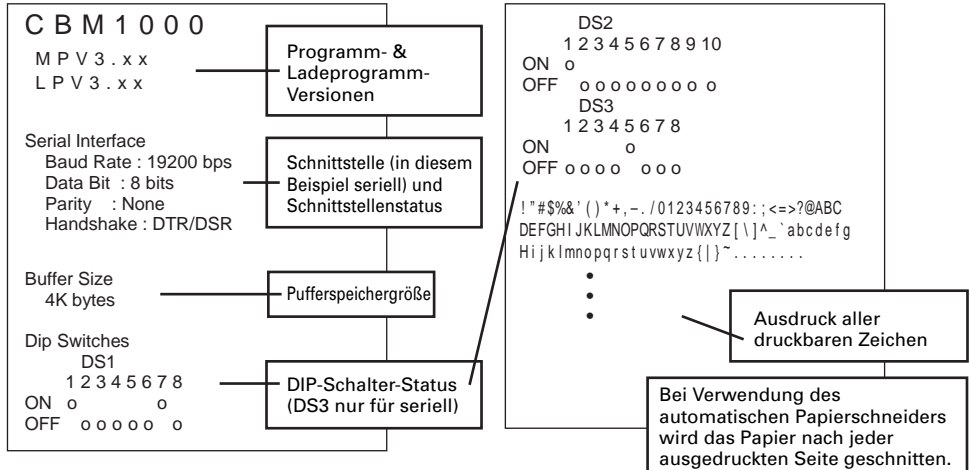 CBM1000
MPV3.xx
LPV3.xx
Programm- &
Ladeprogramm-
Versionen
Serial Interface
Baud Rate : 19200 bps
Data Bit : 8 bits
Parity : None
Handshake : DTR/DSR
Schnittstelle (in diesem
Beispiel seriell) und
Schnittstellenstatus
Buffer Size
4K bytes
Pufferspeichergröße
Dip Switches
DS1
1 2 3 4 5 6 7 8
ON o o
OFF o o o o o o
DIP-Schalter-Status
(DS3 nur für seriell)
DS2
1 2 3 4 5 6 7 8 9 10
ON o
OFF o o o o o o o o o
DS3
1 2 3 4 5 6 7 8
ON o
OFF o o o o o o o
!"#$%&'()*+,-./0123456789:;<=>?@ABC
DEFGHIJKLMNOPQRSTUVWXYZ[\]^_`abcdefg
Hijklmnopqrstuvwxyz{|}~........
Ausdruck aller
druckbaren Zeichen
Bei Verwendung des
automatischen Papierschneiders
wird das Papier nach jeder
ausgedruckten Seite geschnitten.